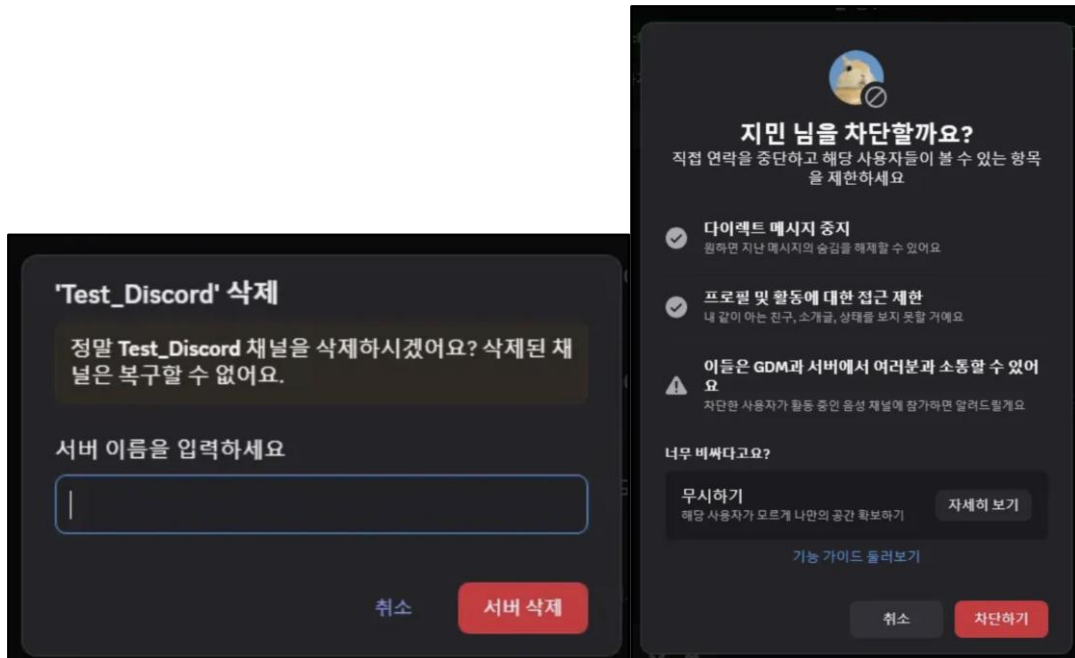 'Test_Discord' 삭제
정말 Test_Discord 채널을 삭제하시겠어요? 삭제된 채
널은 복구할 수 없어요.
서버 이름을 입력하세요
취소
서버 삭제
지민 님을 차단할까요?
직접 연락을 중단하고 해당 사용자들이 볼 수 있는 항목
을 제한하세요
다이렉트 메시지 중지
원하면 지난 메시지의 숨김를 해제할 수 있어요
프로필 및 활동에 대한 접근 제한
내 같이 아는 친구, 소개글, 상태를 보지 못할 거예요
이들은 GDM과 서버에서 여러분과 소통할 수 있어
요
차단한 사용자가 활동 중인 음성 채널에 참가하면 알려드릴게요
너무 비싸다고요?
무시하기
해당 사용자가 모르게 나만의 공간 확보하기
자세히 보기
기능 가이드 둘러보기
취소
차단하기